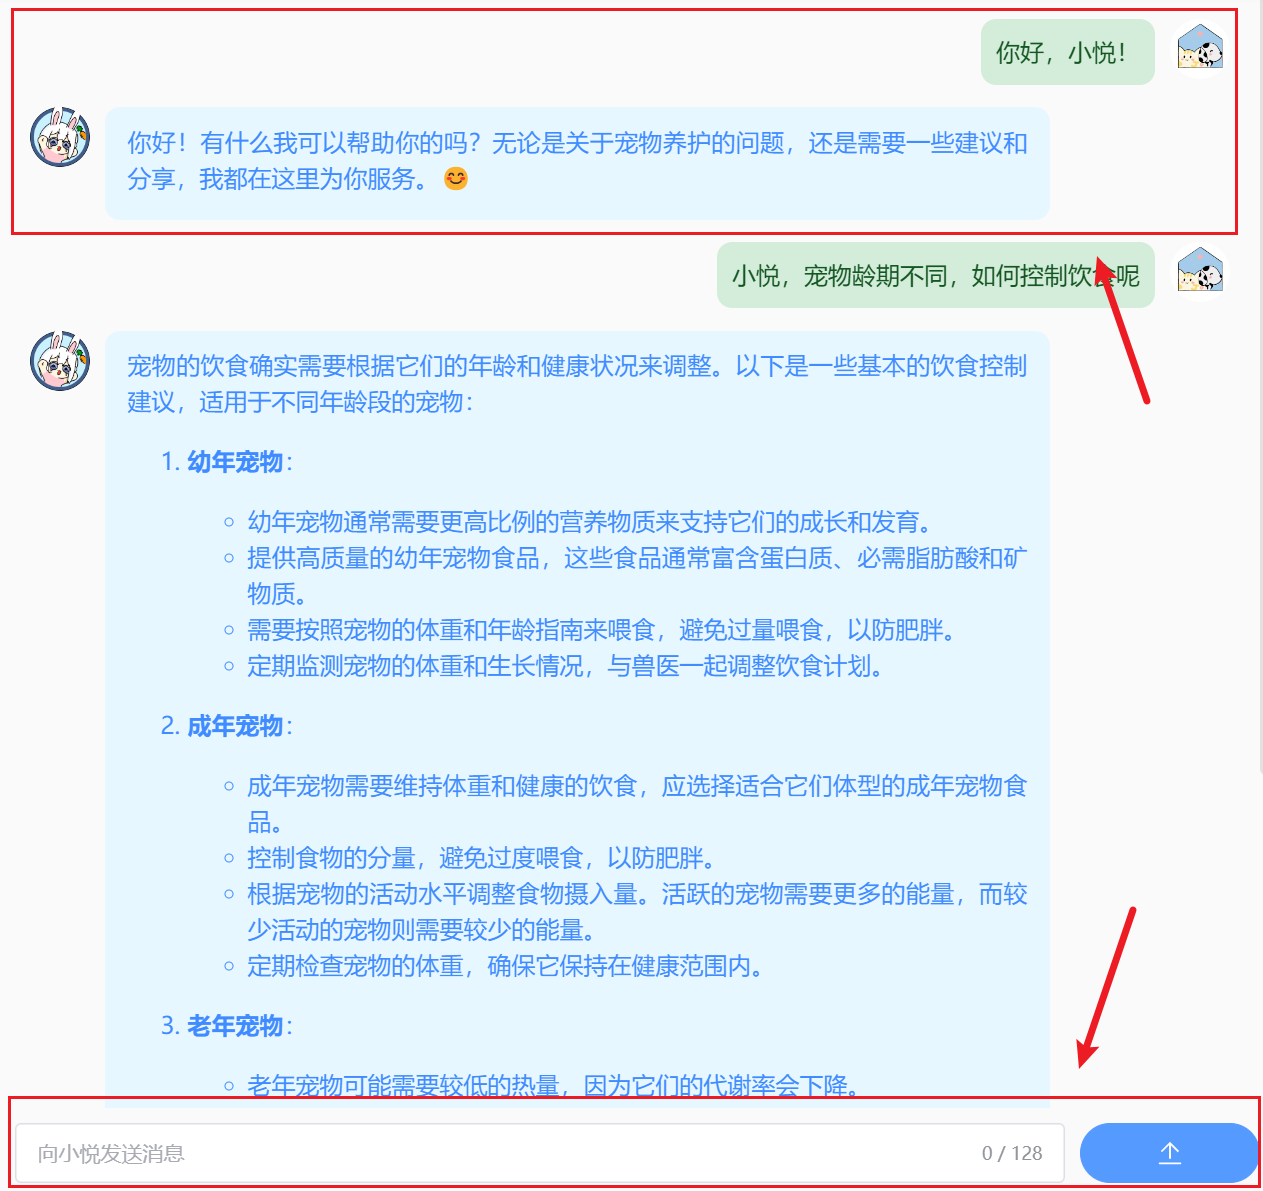 你好，小悦！
你好！有什么我可以帮助你的吗？无论是关于宠物养护的问题，还是需要一些建议和
分享，我都在这里为你服务。😊
小悦，宠物龄期不同，如何控制饮食呢
宠物的饮食确实需要根据它们的年龄和健康状况来调整。以下是一些基本的饮食控制
建议，适用于不同年龄段的宠物：
1. 幼年宠物：
◦ 幼年宠物通常需要更高比例的营养物质来支持它们的成长和发育。
◦ 提供高质量的幼年宠物食品，这些食品通常富含蛋白质、必需脂肪酸和矿
物质。
◦ 需要按照宠物的体重和年龄指南来喂食，避免过量喂食，以防肥胖。
◦ 定期监测宠物的体重和生长情况，与兽医一起调整饮食计划。
2. 成年宠物：
◦ 成年宠物需要维持体重和健康的饮食，应选择适合它们体型的成年宠物食
品。
◦ 控制食物的分量，避免过度喂食，以防肥胖。
◦ 根据宠物的活动水平调整食物摄入量。活跃的宠物需要更多的能量，而较
少活动的宠物则需要较少的能量。
◦ 定期检查宠物的体重，确保它保持在健康范围内。
3. 老年宠物：
◦ 老年宠物可能需要较低的热量，因为它们的代谢率会下降。
向小悦发送消息 0 / 128